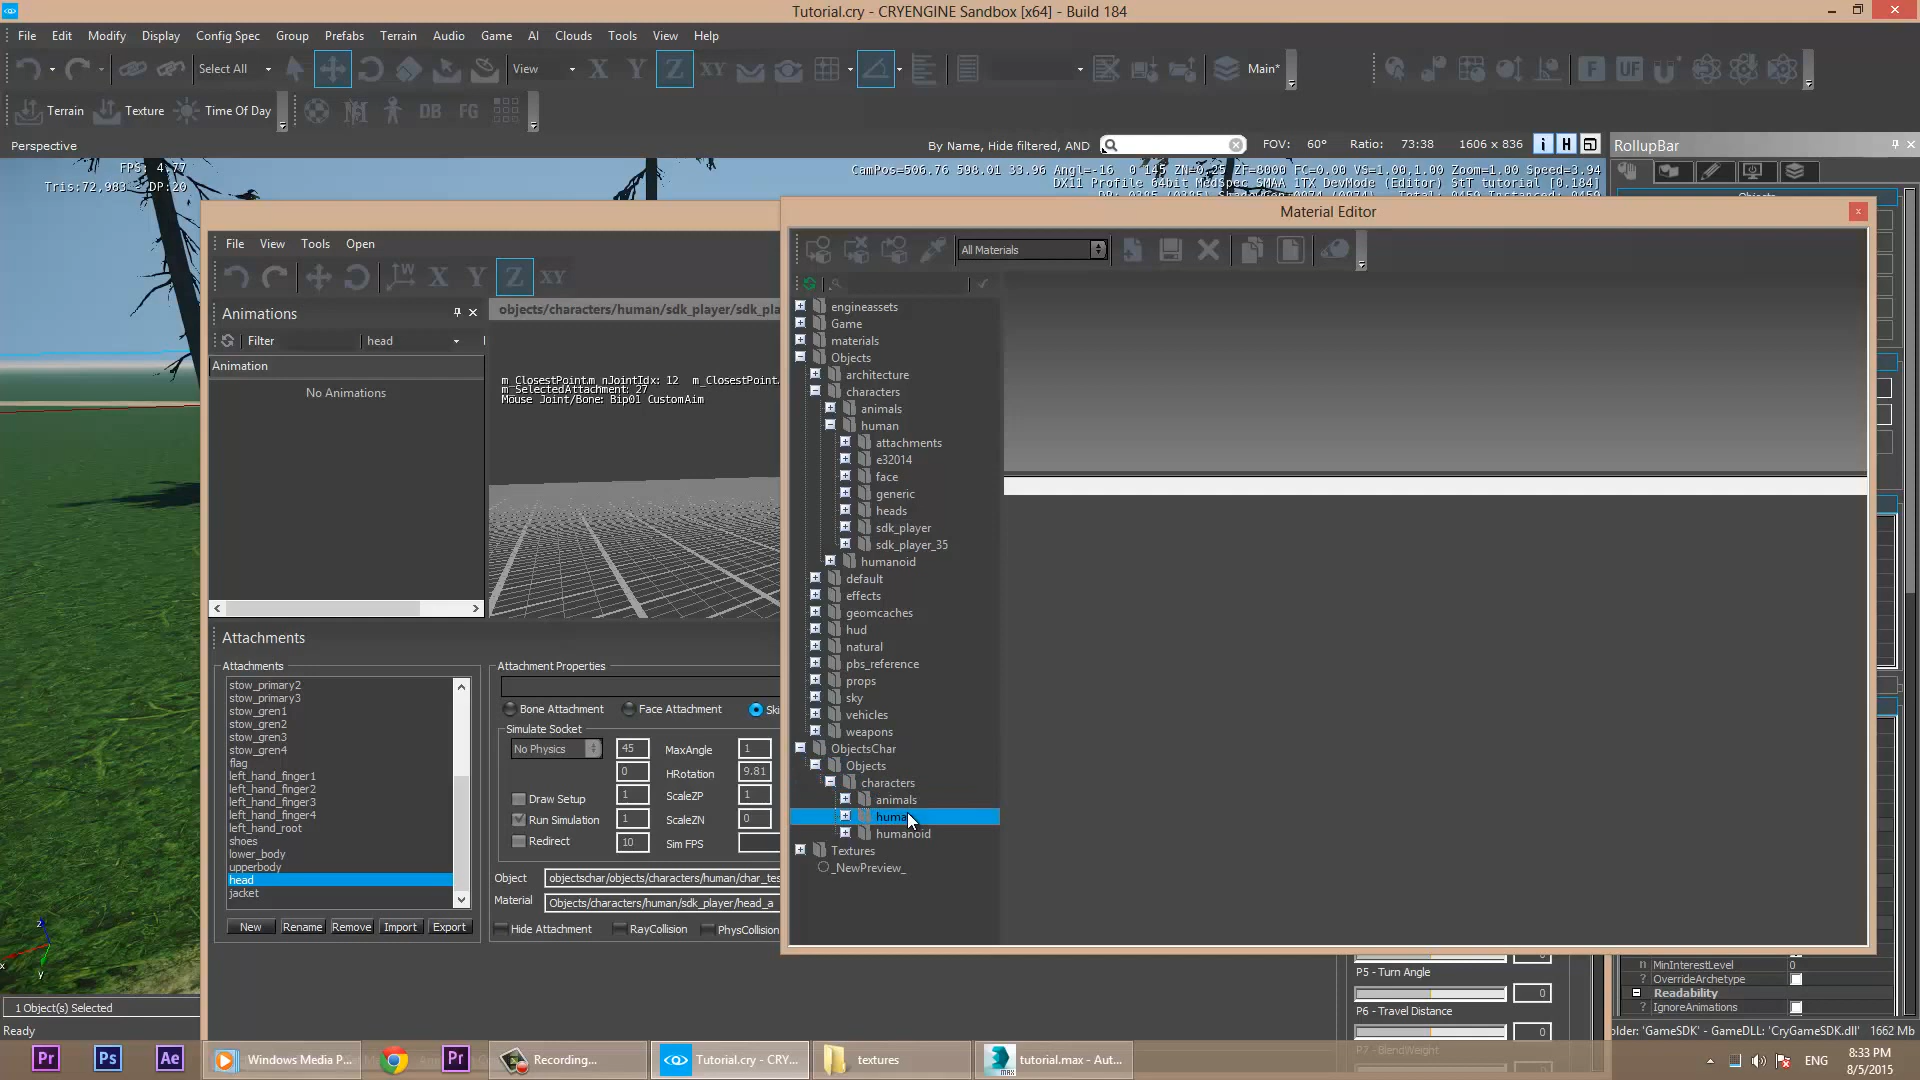 Tutorial.cry - CRYENGINE Sandbox [x64] - Build 184
File Edit Modify Display Config Spec Group Prefabs Terrain Audio Game AI Clouds Tools View Help
Select All View X Y Z XY Main* F UF
Terrain Texture Time Of Day DB FG
Perspective By Name, Hide filtered, AND FOV: 60° Ratio: 73:38 1606 x 836 i H RollupBar
FPS: 4.77
Tris:72,983 - DP:20
CamPos=506.76 598.01 33.96 Angl=-16 0 145 ZN=0.25 ZF=8000 FC=0.00 VS=1.00,1.00 Zoom=1.00 Speed=3.94
DX11 Profile 64bit MedSpec SMAA 1TX DevMode (Editor) StT tutorial [0.184]
Material Editor
File View Tools Open
X Y Z XY
All Materials
Animations
objects/characters/human/sdk_player/sdk_pla
Filter head
Animation
No Animations
m_ClosestPoint.m_nJointIdx: 12 m_ClosestPoint.
m_SelectedAttachment: 27
Mouse Joint/Bone: Bip01 CustomAim
engineassets
Game
materials
Objects
architecture
characters
animals
human
attachments
e32014
face
generic
heads
sdk_player
sdk_player_35
humanoid
default
effects
geomcaches
hud
natural
pbs_reference
props
sky
vehicles
weapons
ObjectsChar
Objects
characters
animals
huma
humanoid
Textures
_NewPreview_
Attachments
Attachments
stow_primary2
stow_primary3
stow_gren1
stow_gren2
stow_gren3
stow_gren4
flag
left_hand_finger1
left_hand_finger2
left_hand_finger3
left_hand_finger4
left_hand_root
shoes
lower_body
upperbody
head
jacket
New Rename Remove Import Export
Attachment Properties
Bone Attachment Face Attachment Ski
Simulate Socket
No Physics 45 MaxAngle 1
0 HRotation 9.81
1 ScaleZP 1
Draw Setup
Run Simulation 1 ScaleZN 0
Redirect 10 Sim FPS
Object objectschar/objects/characters/human/char_tes
Material Objects/characters/human/sdk_player/head_a
Hide Attachment RayCollision PhysCollision
P5 - Turn Angle
0
P6 - Travel Distance
0
P7 - BlendWeight
MinInterestLevel 0
OverrideArchetype
Readability
IgnoreAnimations
z
x
y
1 Object(s) Selected
Ready
older: 'GameSDK' - GameDLL: 'CryGameSDK.dll' 1662 Mb
Pr Ps Ae Windows Media P... Pr Recording... Tutorial.cry - CRY... textures tutorial.max - Aut...
ENG
8:33 PM
8/5/2015